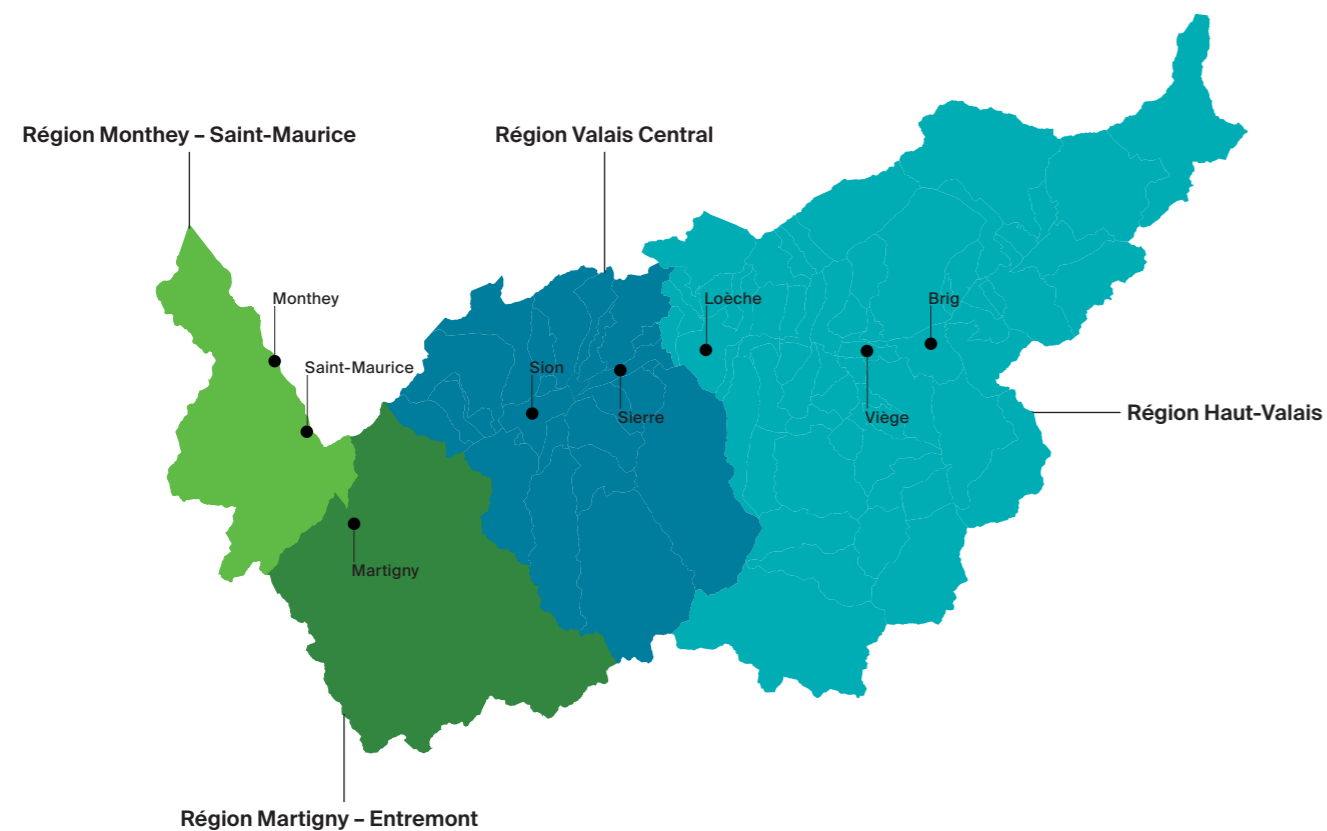 Région Monthey – Saint-Maurice
Région Valais Central
Monthey
Loèche
Brig
Saint-Maurice
Sion
Sierre
Viège
Région Haut-Valais
Martigny
Région Martigny – Entremont